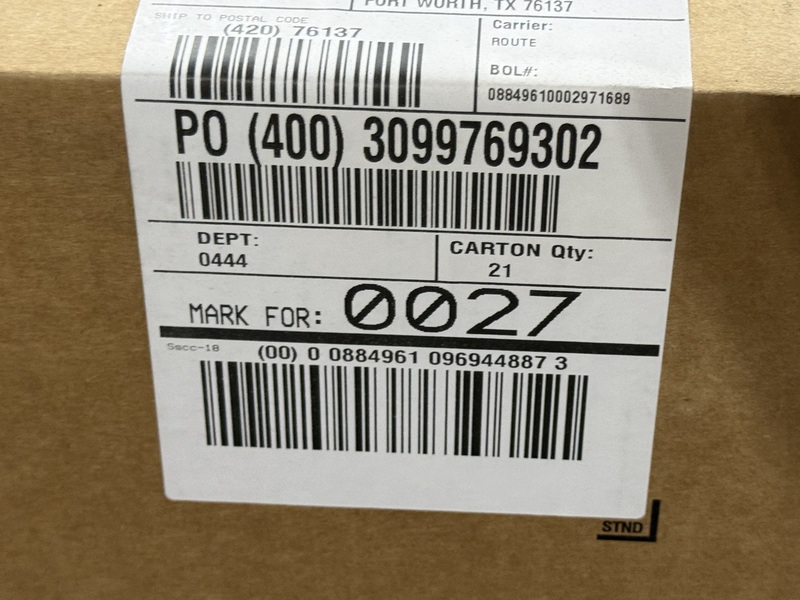 FORT WORTH, TX 76137
SHIP TO POSTAL CODE
(420) 76137
Carrier:
ROUTE
BOL#:
08849610002971689
PO (400) 3099769302
DEPT:
0444
CARTON Qty:
21
MARK FOR: 0027
Sscc-18
(00) 0 0884961 096944887 3
STND